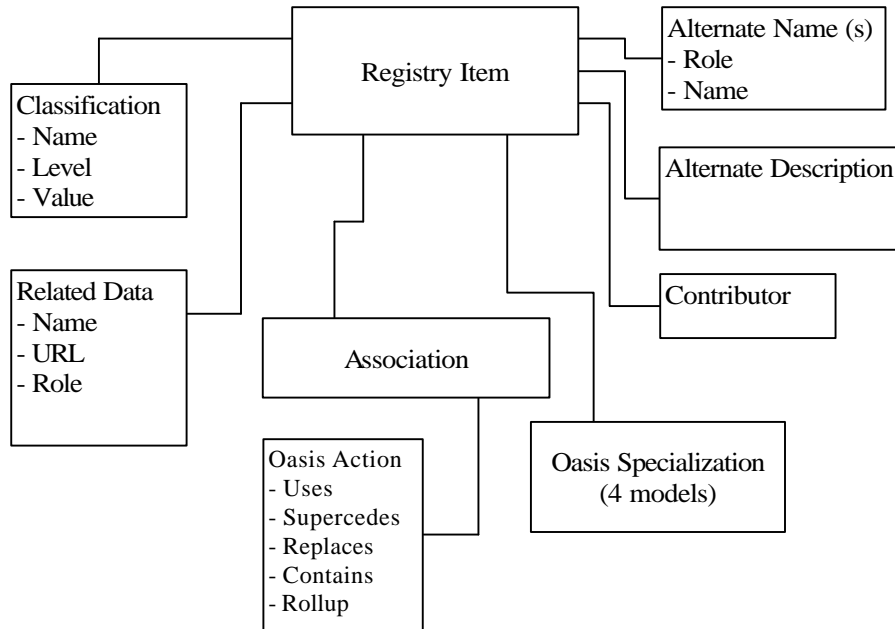 Registry Item
Alternate Name (s)
- Role
- Name
Classification
- Name
- Level
- Value
Alternate Description
Related Data
- Name
- URL
- Role
Contributor
Association
Oasis Action
- Uses
- Supercedes
- Replaces
- Contains
- Rollup
Oasis Specialization
(4 models)